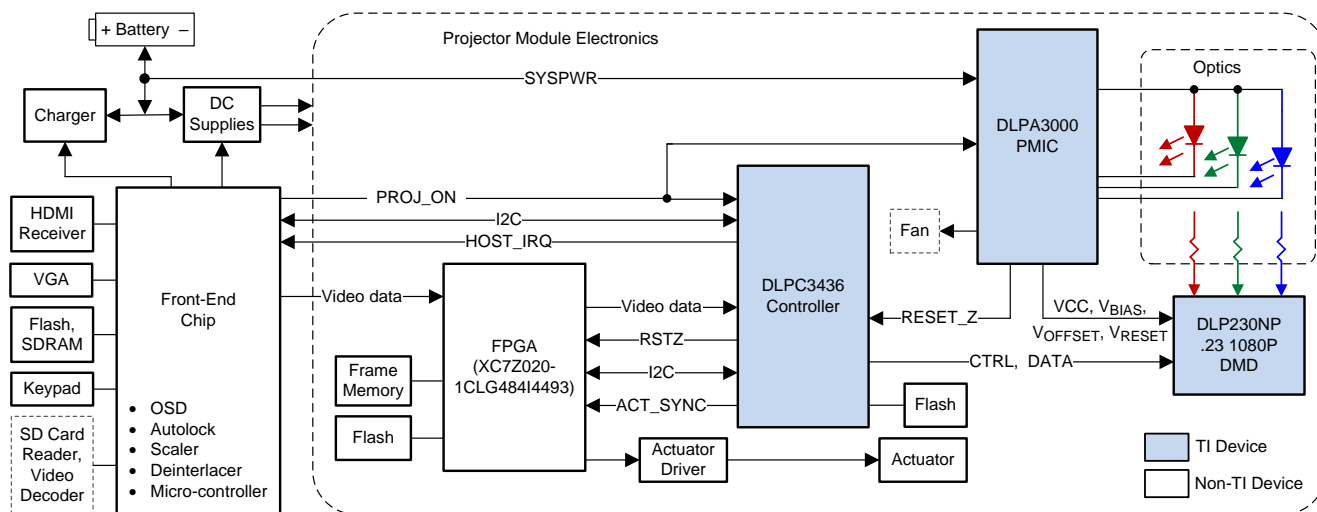 + Battery –
Projector Module Electronics
SYSPWR
Charger
DC
Supplies
DLPA3000
PMIC
Optics
PROJ_ON
I2C
HOST_IRQ
HDMI
Receiver
VGA
Flash,
SDRAM
Keypad
SD Card
Reader,
Video
Decoder
Front-End
Chip
• OSD
• Autolock
• Scaler
• Deinterlacer
• Micro-controller
Video data
FPGA
(XC7Z020-
1CLG484I4493)
Frame
Memory
Flash
Video data
RSTZ
I2C
ACT_SYNC
DLPC3436
Controller
Fan
RESET_Z
VCC, VBIAS,
VOFFSET, VRESET
CTRL, DATA
DLP230NP
.23 1080P
DMD
Flash
Actuator
Driver
Actuator
TI Device
Non-TI Device